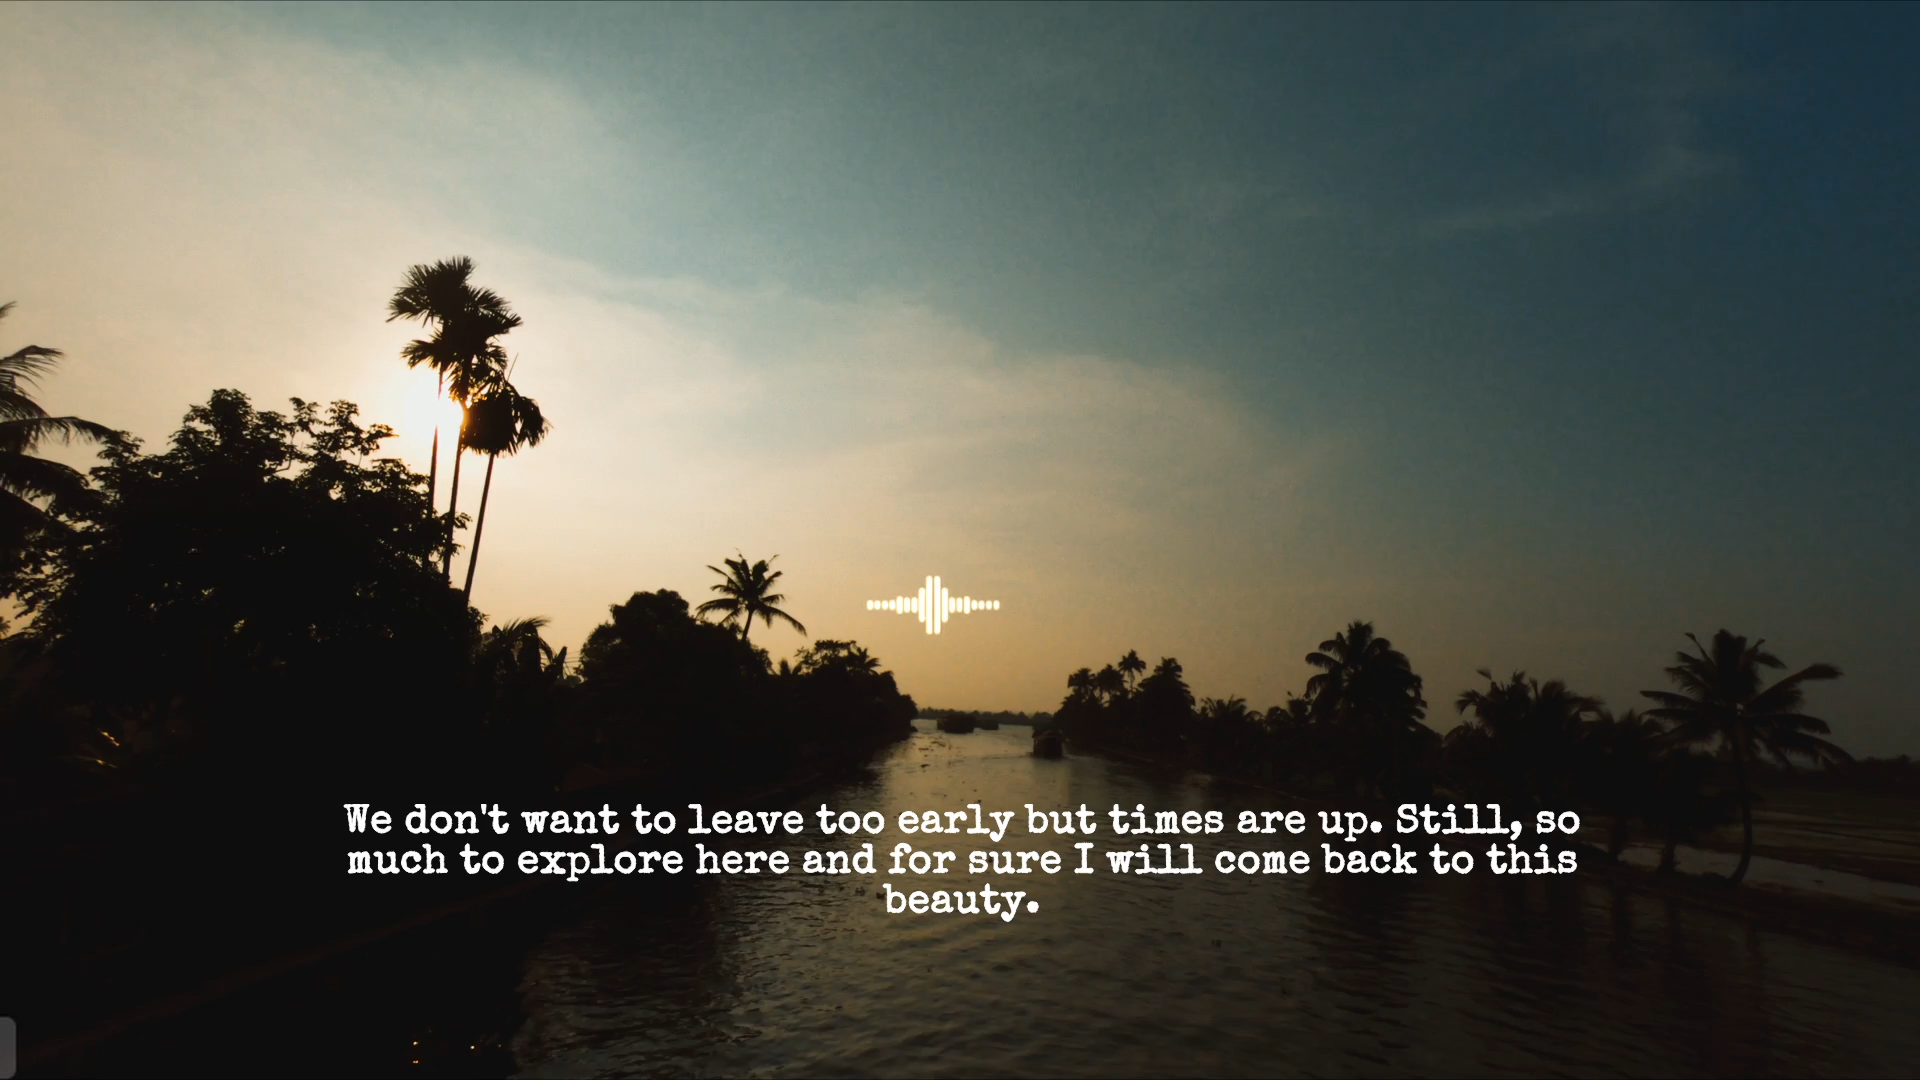 We don't want to leave too early but times are up. Still, so
much to explore here and for sure I will come back to this
beauty.